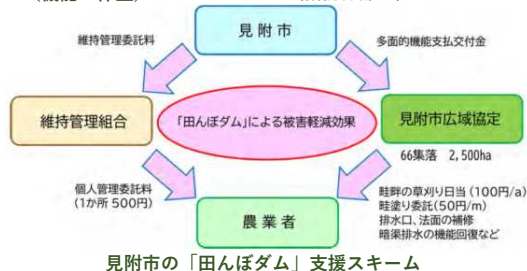 見附市
維持管理委託料
多面的機能支払交付金
維持管理組合
「田んぼダム」による被害軽減効果
見附市広域協定
66集落 2,500ha
個人管理委託料
(1か所 500円)
農業者
畦畔の草刈り日当(100円/a)
畦塗り委託(50円/m)
排水口、法面の補修
暗渠排水の機能回復など
見附市の「田んぼダム」支援スキーム